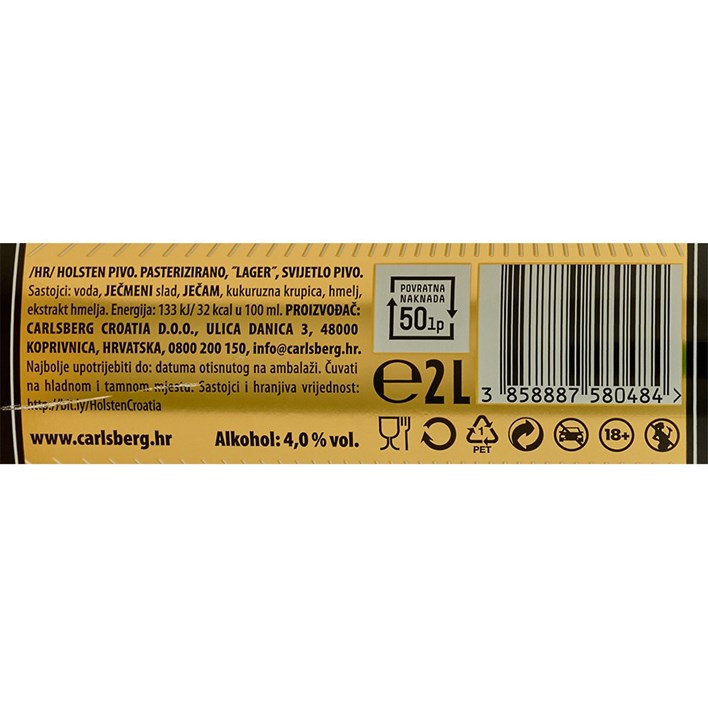 /HR/ HOLSTEN PIVO. PASTERIZIRANO, ˝LAGER˝, SVIJETLO PIVO.
Sastojci: voda, JEČMENI slad, JEČAM, kukuruzna krupica, hmelj,
ekstrakt hmelja. Energija: 133 kJ/ 32 kcal u 100 ml. PROIZVOĐAČ:
CARLSBERG CROATIA D.O.O., ULICA DANICA 3, 48000
KOPRIVNICA, HRVATSKA, 0800 200 150, info@carlsberg.hr.
Najbolje upotrijebiti do: datuma otisnutog na ambalaži. Čuvati
na hladnom i tamnom mjestu. Sastojci i hranjiva vrijednost:
http://bit.ly/HolstenCroatia
www.carlsberg.hr Alkohol: 4,0 % vol.
POVRATNA
NAKNADA
50lp
℮2L
3 858887 580484 >
1
PET
18+